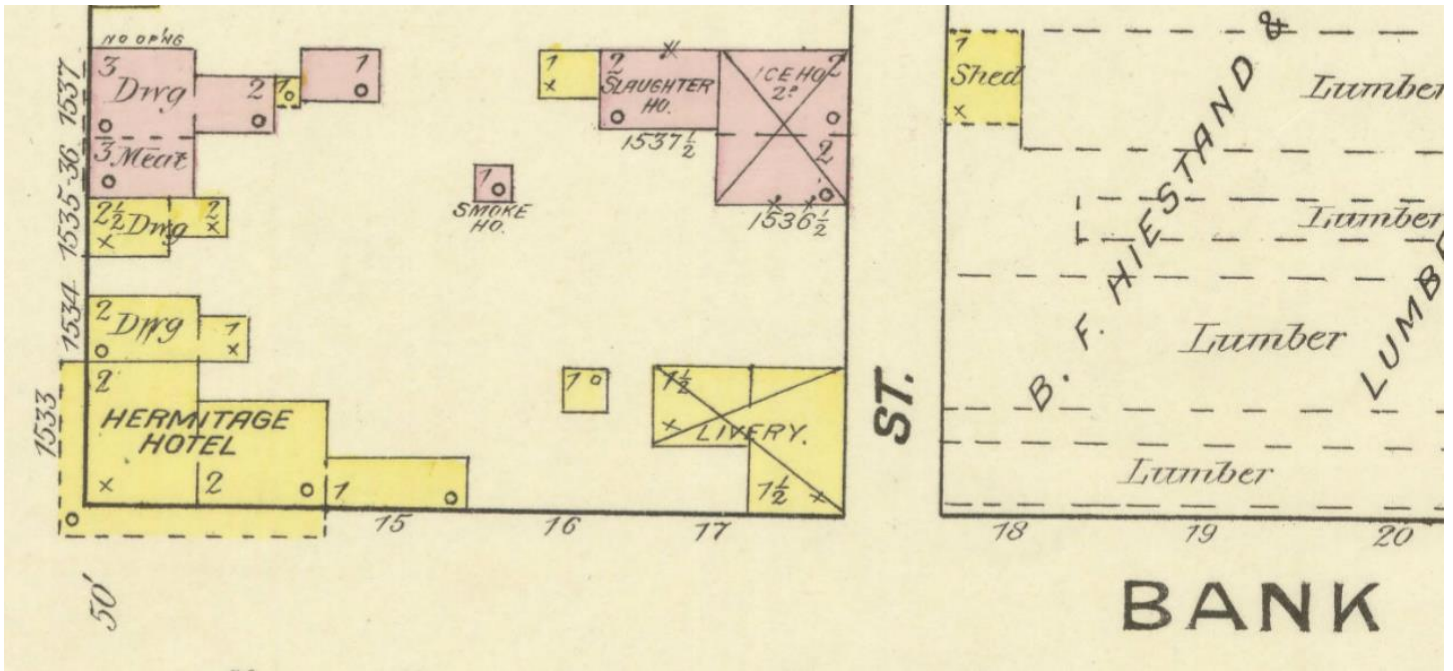 NO OP'NG
1537
3
Dwg
2
1
1
3 Meat
1535-36
2½ Dwg
2
X
X
1534
2 Dwg
1
X
1533
2
HERMITAGE
HOTEL
X
2
1
15
16
17
50'
1
SMOKE
HO.
1
X
2
SLAUGHTER
HO.
1537½
ICE HO.
2
2
1536½
1
1½
X
LIVERY.
1½
X
ST.
1
Shed
X
Lumber
Lumber
Lumber
Lumber
B. F. HIESTAND &
18
19
20
BANK